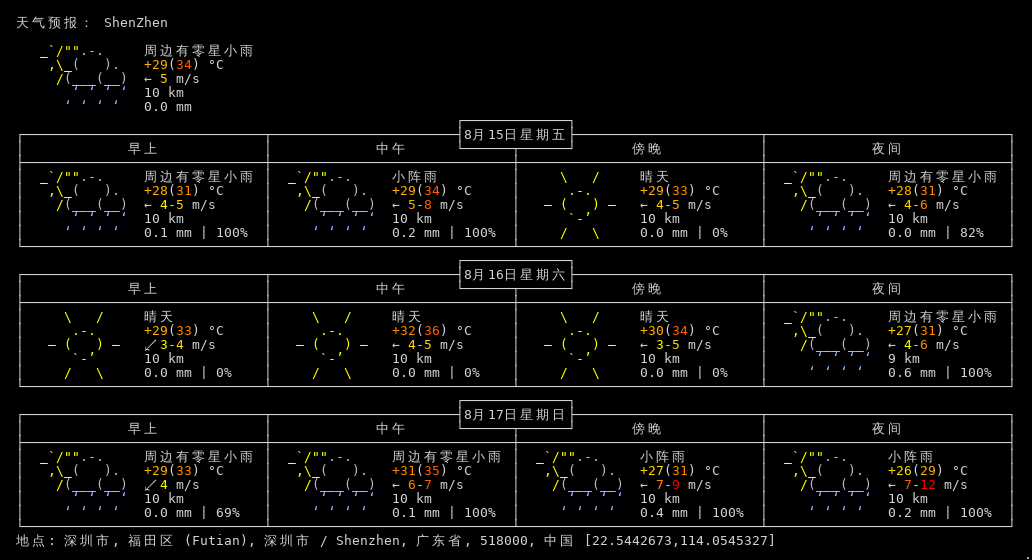 天气预报： ShenZhen
周边有零星小雨
+29(34) °C
← 5 m/s
10 km
0.0 mm
8月15日星期五
早上 中午 傍晚 夜间
周边有零星小雨 小阵雨 晴天 周边有零星小雨
+28(31) °C +29(34) °C +29(33) °C +28(31) °C
← 4-5 m/s ← 5-8 m/s ← 4-5 m/s ← 4-6 m/s
10 km 10 km 10 km 10 km
0.1 mm | 100% 0.2 mm | 100% 0.0 mm | 0% 0.0 mm | 82%
8月16日星期六
早上 中午 傍晚 夜间
晴天 晴天 晴天 周边有零星小雨
+29(33) °C +32(36) °C +30(34) °C +27(31) °C
↙ 3-4 m/s ← 4-5 m/s ← 3-5 m/s ← 4-6 m/s
10 km 10 km 10 km 9 km
0.0 mm | 0% 0.0 mm | 0% 0.0 mm | 0% 0.6 mm | 100%
8月17日星期日
早上 中午 傍晚 夜间
周边有零星小雨 周边有零星小雨 小阵雨 小阵雨
+29(33) °C +31(35) °C +27(31) °C +26(29) °C
↙ 4 m/s ← 6-7 m/s ← 7-9 m/s ← 7-12 m/s
10 km 10 km 10 km 10 km
0.0 mm | 69% 0.1 mm | 100% 0.4 mm | 100% 0.2 mm | 100%
地点: 深圳市, 福田区 (Futian), 深圳市 / Shenzhen, 广东省, 518000, 中国 [22.5442673,114.0545327]